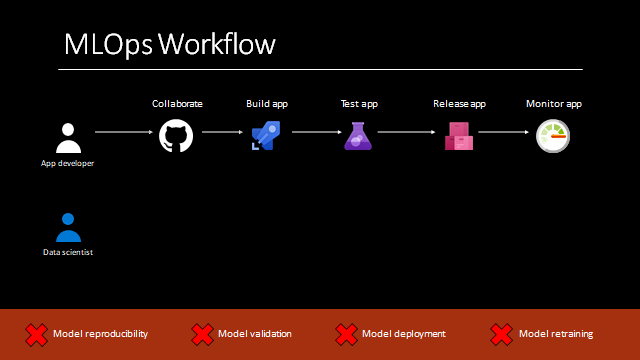 MLOps Workflow
Collaborate
Build app
Test app
Release app
Monitor app
App developer
Data scientist
Model reproducibility
Model validation
Model deployment
Model retraining